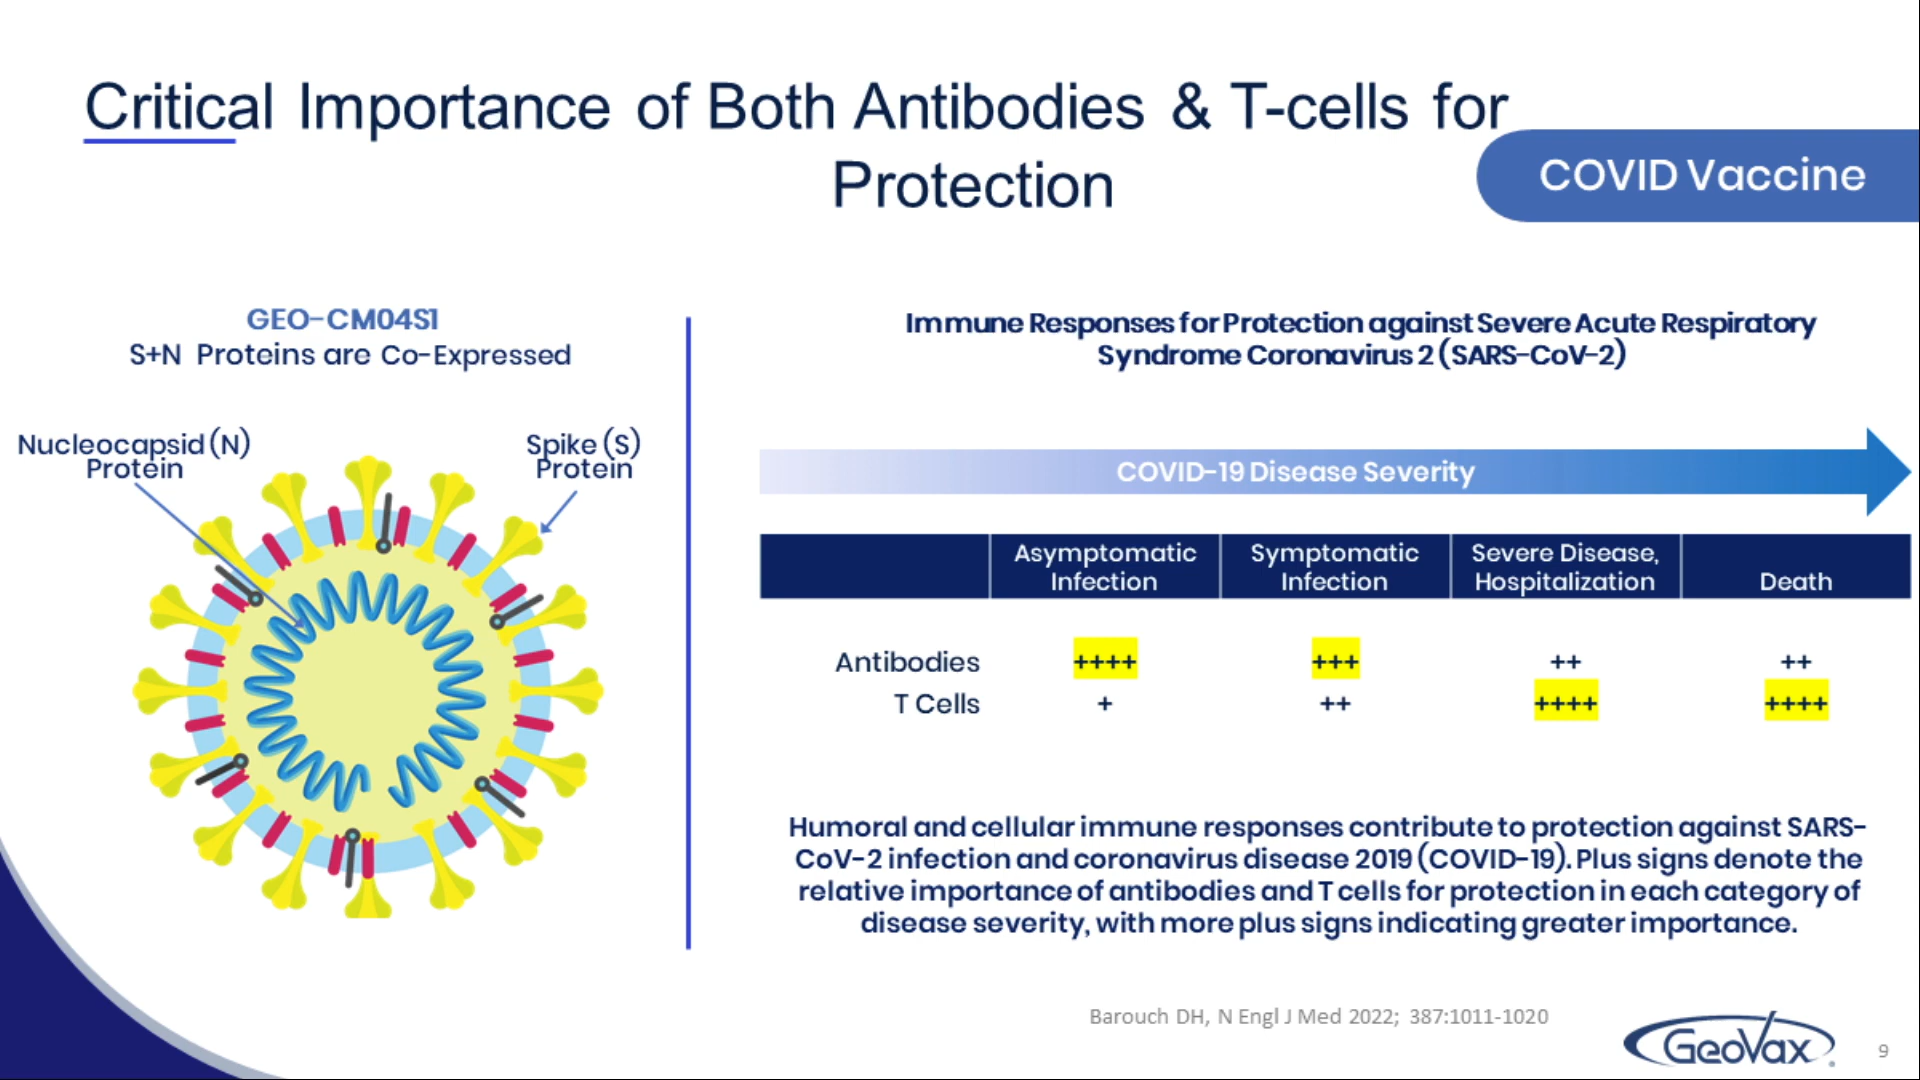 Critical Importance of Both Antibodies & T-cells for
Protection
COVID Vaccine
GEO-CM04S1
S+N Proteins are Co-Expressed
Nucleocapsid (N)
Protein
Spike (S)
Protein
Immune Responses for Protection against Severe Acute Respiratory
Syndrome Coronavirus 2 (SARS-CoV-2)
COVID-19 Disease Severity
Asymptomatic Infection
Symptomatic Infection
Severe Disease, Hospitalization
Death
Antibodies ++++ +++ ++ ++
T Cells + ++ ++++ ++++
Humoral and cellular immune responses contribute to protection against SARS-
CoV-2 infection and coronavirus disease 2019 (COVID-19). Plus signs denote the
relative importance of antibodies and T cells for protection in each category of
disease severity, with more plus signs indicating greater importance.
Barouch DH, N Engl J Med 2022; 387:1011-1020
GeoVax
9